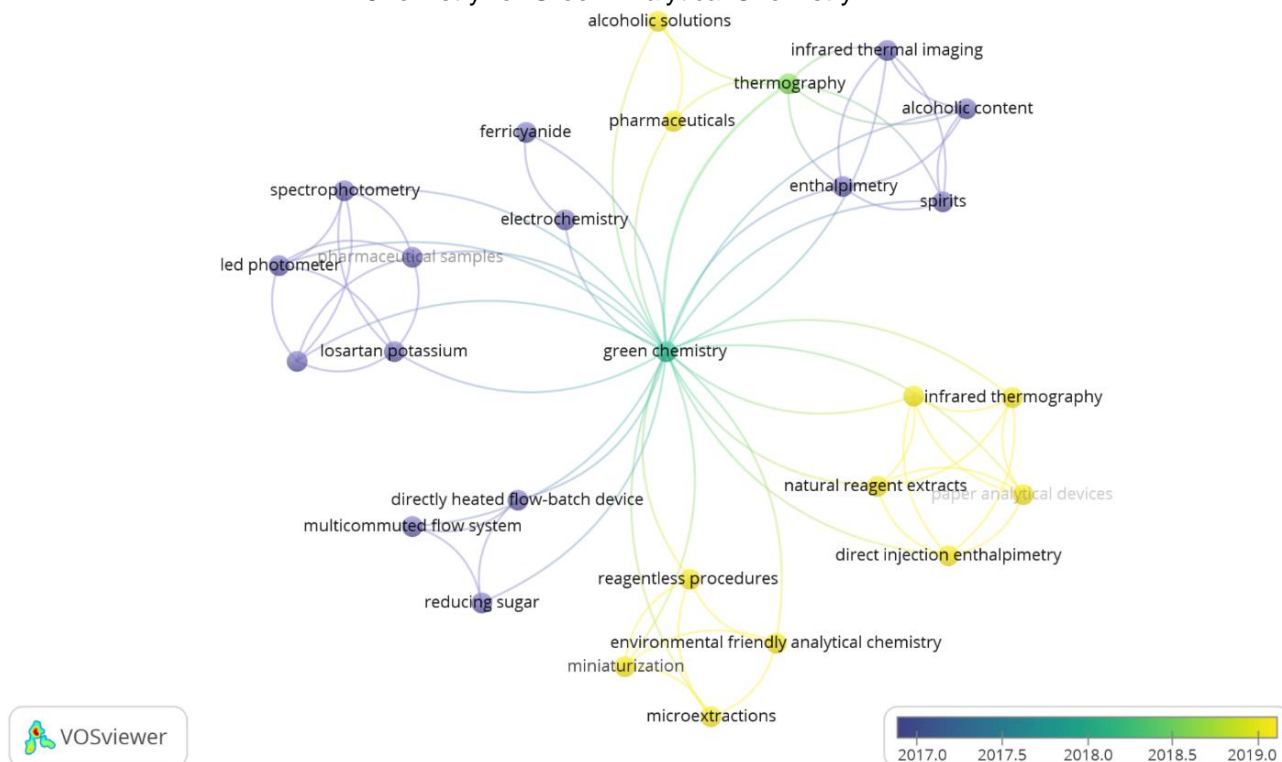 alcoholic solutions
infrared thermal imaging
thermography
alcoholic content
pharmaceuticals
ferricyanide
enthalpimetry
spectrophotometry
spirits
electrochemistry
pharmaceutical samples
led photometer
losartan potassium
green chemistry
infrared thermography
natural reagent extracts
paper analytical devices
directly heated flow-batch device
multicommuted flow system
direct injection enthalpimetry
reagentless procedures
reducing sugar
environmental friendly analytical chemistry
miniaturization
microextractions
VOSviewer
2017.0 2017.5 2018.0 2018.5 2019.0